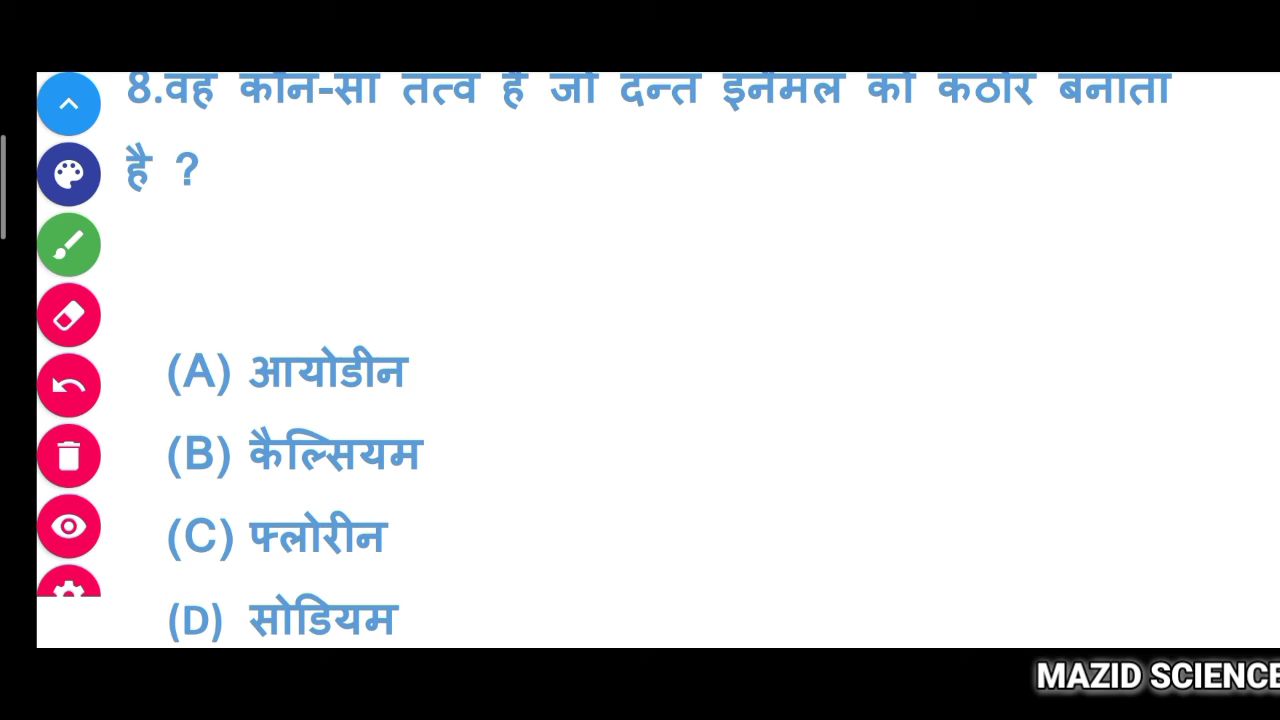 8.वह कौन-सा तत्व है जो दन्त इनैमल को कठोर बनाता
है ?
(A) आयोडीन
(B) कैल्सियम
(C) फ्लोरीन
(D) सोडियम
MAZID SCIENCE